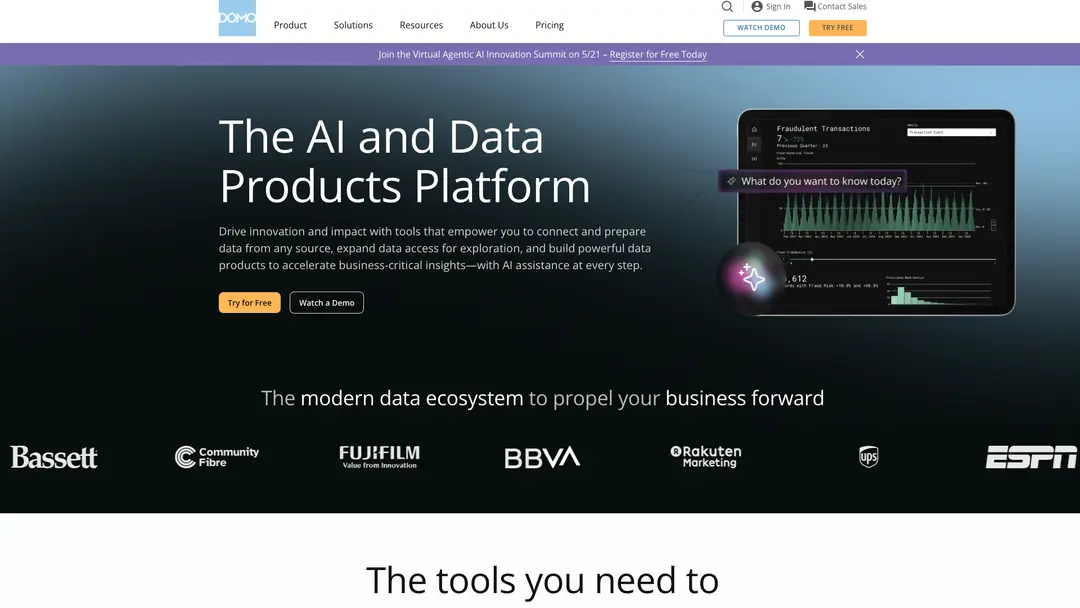 DOMO
Product
Solutions
Resources
About Us
Pricing
Sign In
Contact Sales
WATCH DEMO
TRY FREE
Join the Virtual Agentic AI Innovation Summit on 5/21 – Register for Free Today
The AI and Data
Products Platform
Drive innovation and impact with tools that empower you to connect and prepare
data from any source, expand data access for exploration, and build powerful data
products to accelerate business-critical insights—with AI assistance at every step.
Try for Free
Watch a Demo
Fraudulent Transactions
Previous Quarter: 25
What do you want to know today?
,612
The modern data ecosystem to propel your business forward
Bassett
Community
Fibre
FUJIFILM
Value from Innovation
BBVA
Rakuten
Marketing
ups
ESPN
The tools you need to